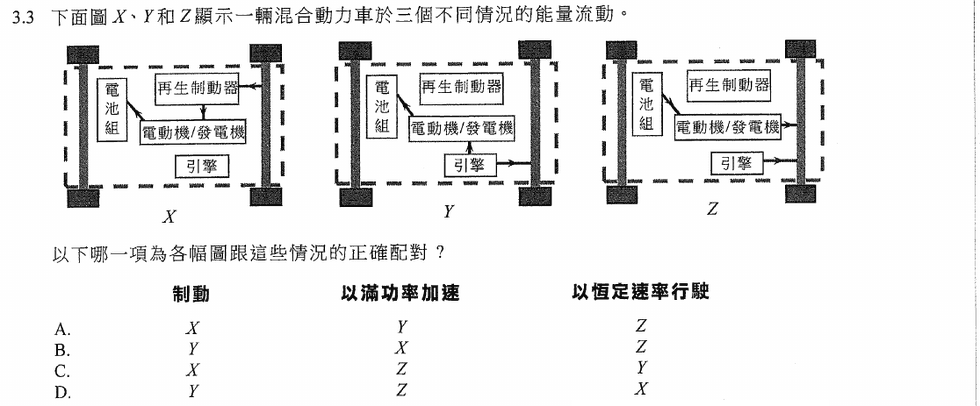 3.3 下面圖 X、Y和 Z 顯示一輛混合動力車於三個不同情況的能量流動。
電池組
再生制動器
電動機/發電機
引擎
X
電池組
再生制動器
電動機/發電機
引擎
Y
電池組
再生制動器
電動機/發電機
引擎
Z
以下哪一項為各幅圖跟這些情況的正確配對？
制動 以滿功率加速 以恆定速率行駛
A. X Y Z
B. Y X Z
C. X Z Y
D. Y Z X